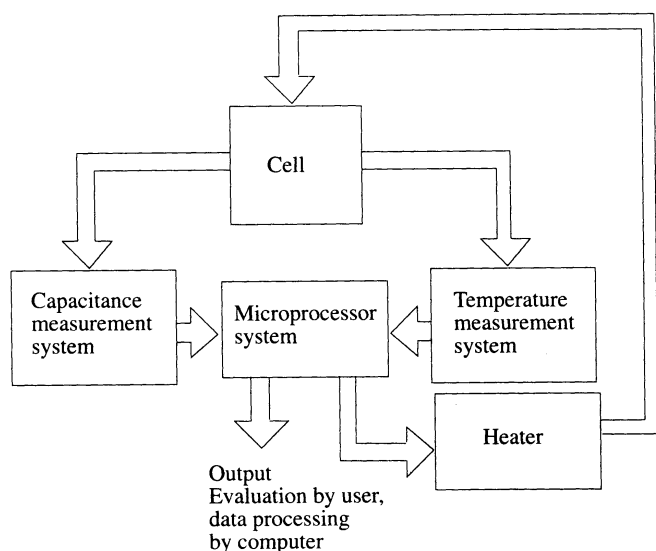 Cell
Capacitance
measurement
system
Microprocessor
system
Temperature
measurement
system
Heater
Output
Evaluation by user,
data processing
by computer